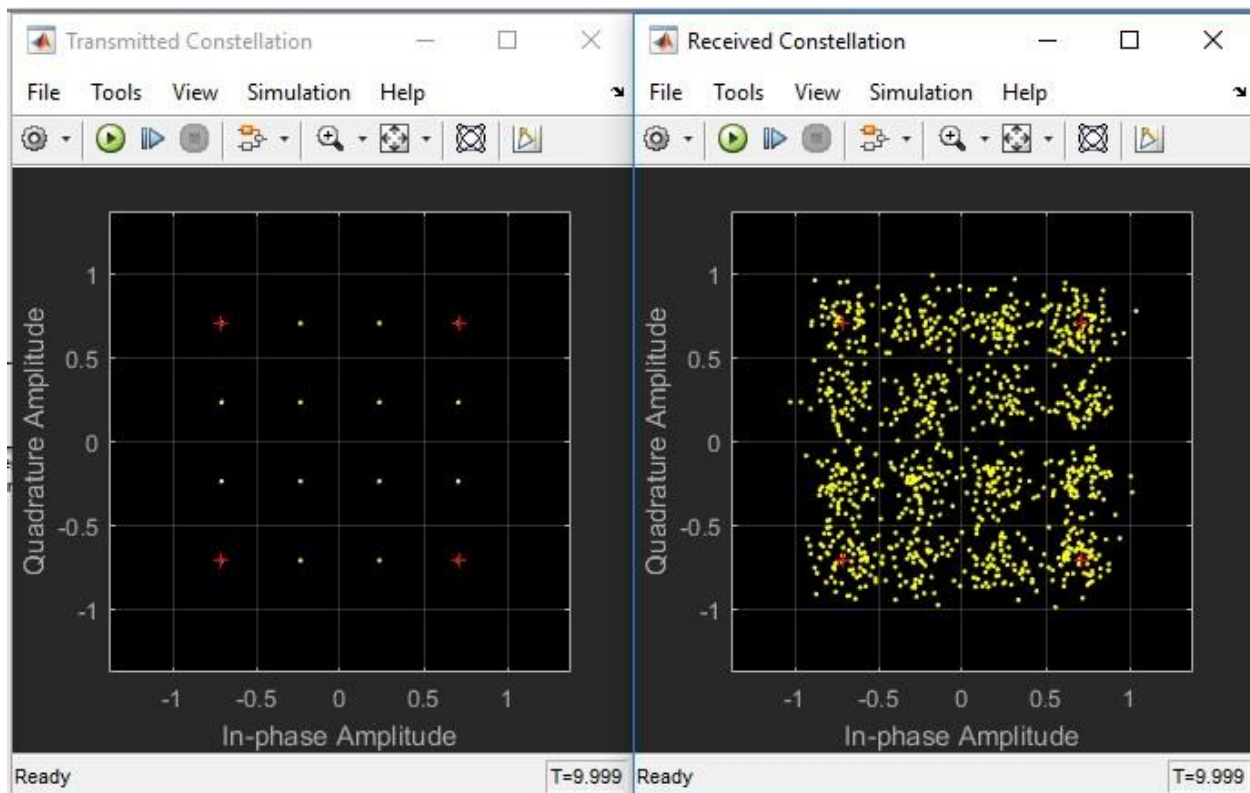 Transmitted Constellation
File Tools View Simulation Help
Quadrature Amplitude
1
0.5
0
-0.5
-1
-1 -0.5 0 0.5 1
In-phase Amplitude
Ready T=9.999
Received Constellation
File Tools View Simulation Help
Quadrature Amplitude
1
0.5
0
-0.5
-1
-1 -0.5 0 0.5 1
In-phase Amplitude
Ready T=9.999